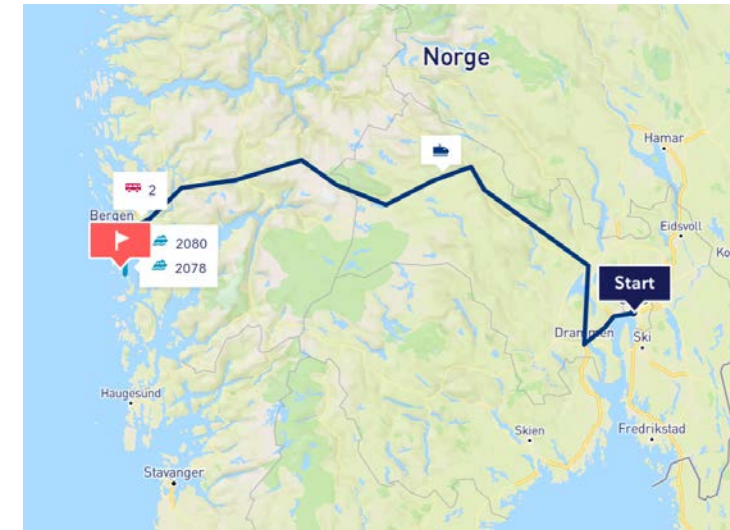 Norge
Hamar
2
Bergen
Eidsvoll
2080
Ko
2078
Start
Drammen
Ski
Haugesund
Skien
Fredrikstad
Stavanger